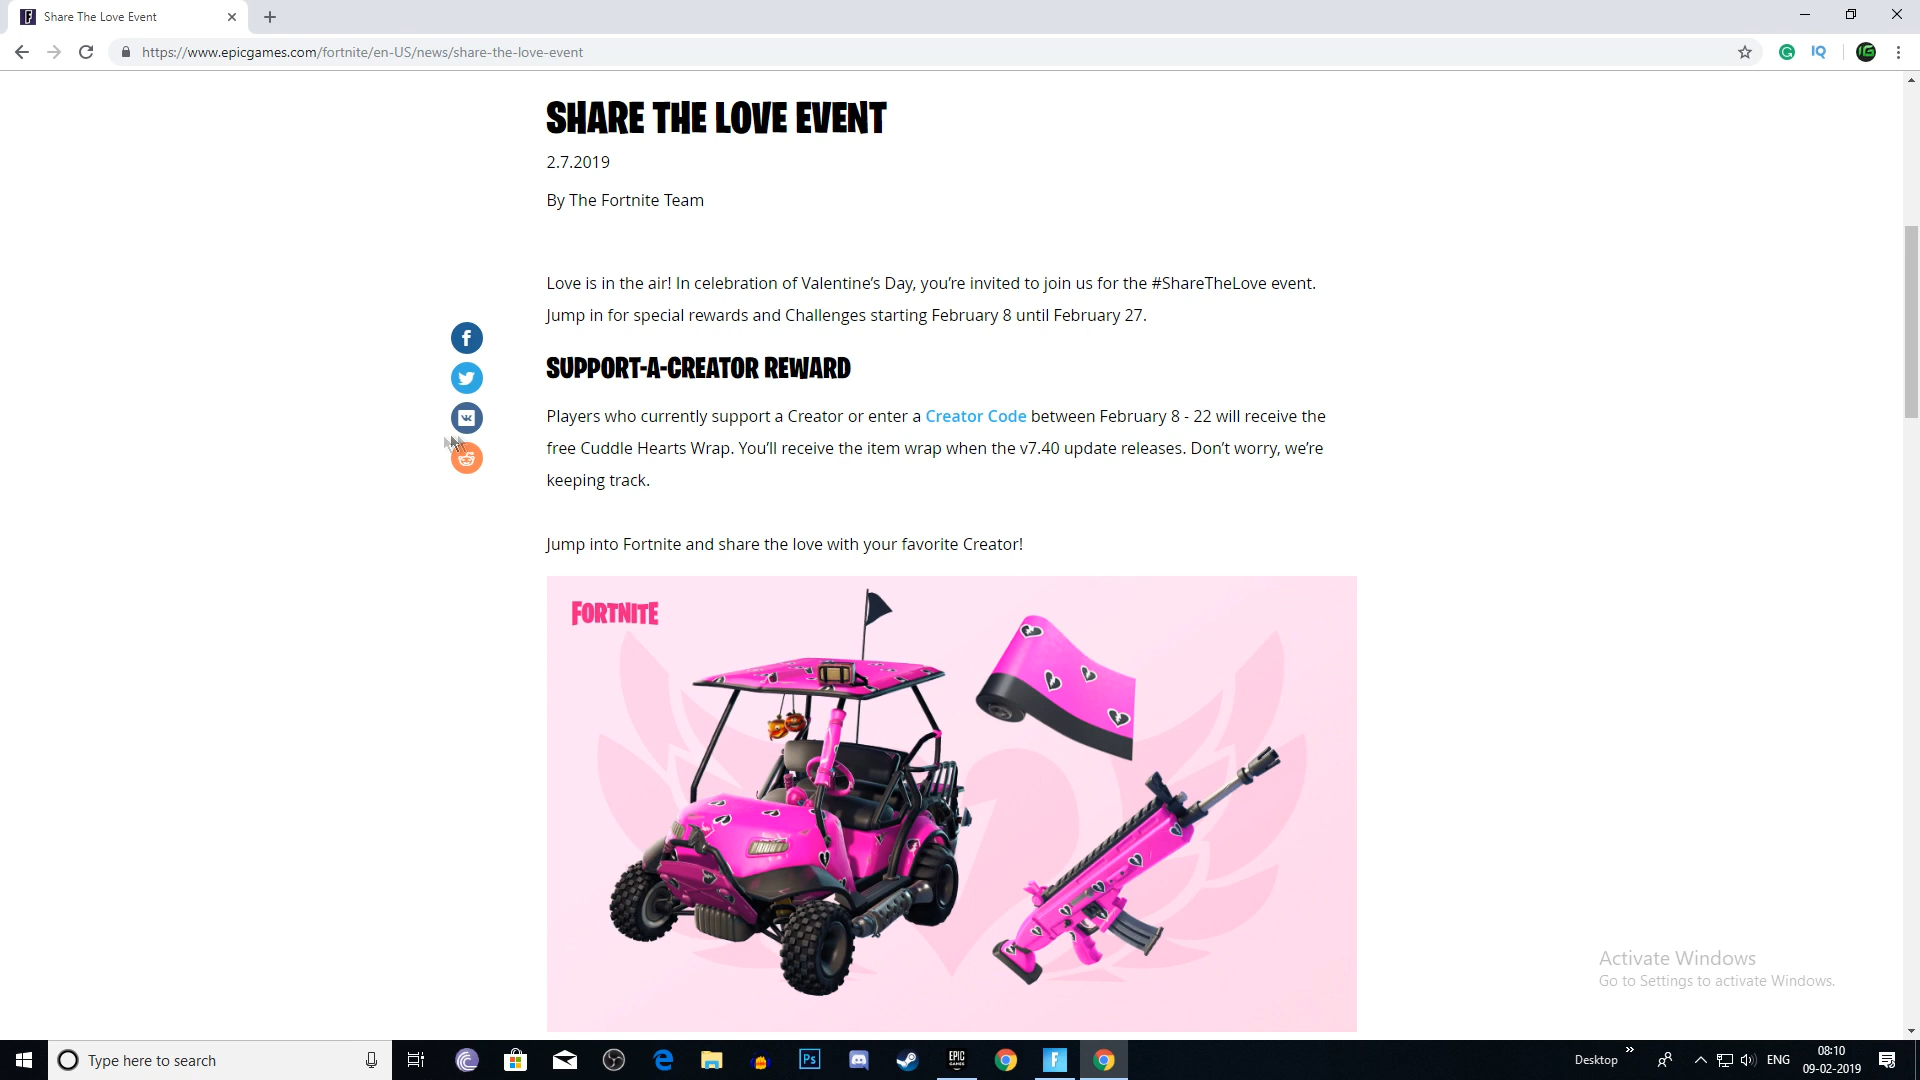 Share The Love Event
https://www.epicgames.com/fortnite/en-US/news/share-the-love-event
IQ
SHARE THE LOVE EVENT
2.7.2019
By The Fortnite Team
Love is in the air! In celebration of Valentine's Day, you're invited to join us for the #ShareTheLove event.
Jump in for special rewards and Challenges starting February 8 until February 27.
SUPPORT-A-CREATOR REWARD
Players who currently support a Creator or enter a Creator Code between February 8 - 22 will receive the
free Cuddle Hearts Wrap. You'll receive the item wrap when the v7.40 update releases. Don't worry, we're
keeping track.
Jump into Fortnite and share the love with your favorite Creator!
FORTNITE
Activate Windows
Go to Settings to activate Windows.
Type here to search
Ps
EPIC
GAMES
F
Desktop
ENG
08:10
09-02-2019